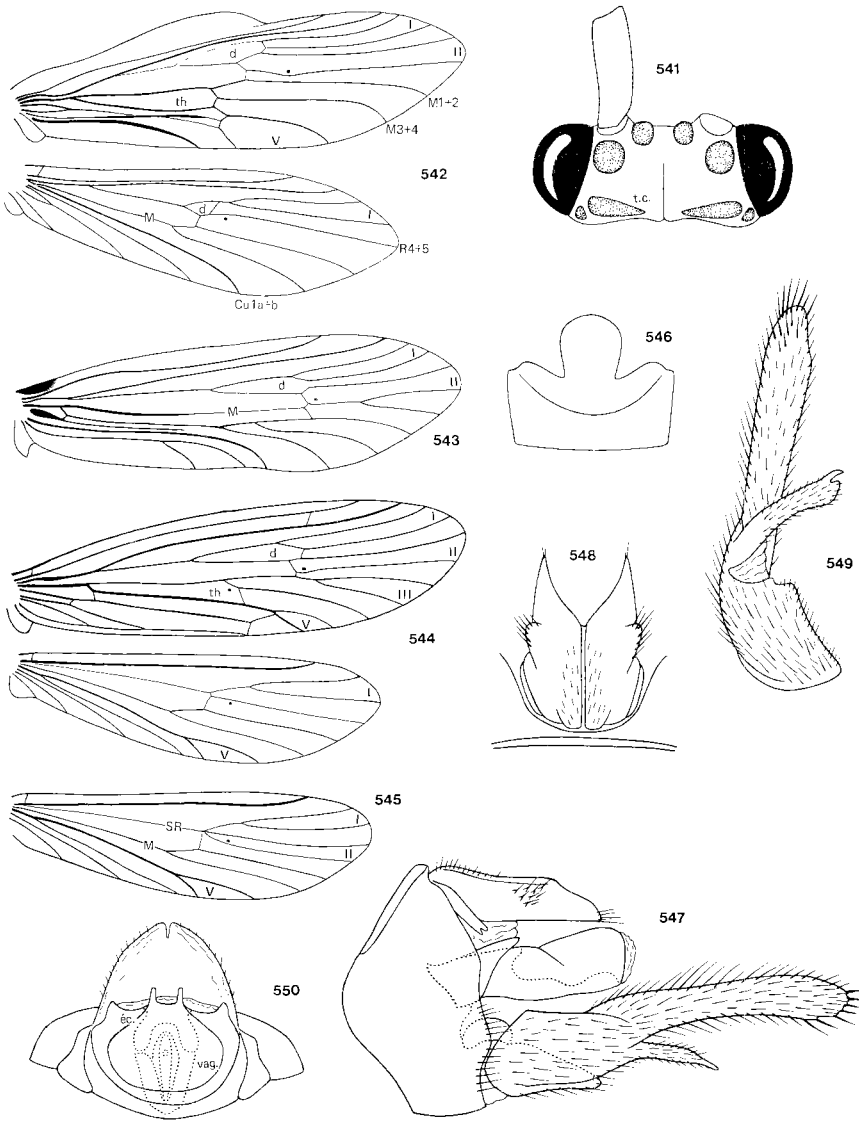 I
II
d
th
M1+2
M3+4
V
541
t.c.
542
M
d
I
R4+5
Cu1a+b
543
d
M
I
II
546
544
d
th
I
II
III
V
I
V
548
549
545
SR
M
I
II
V
547
550
éc.
vag.